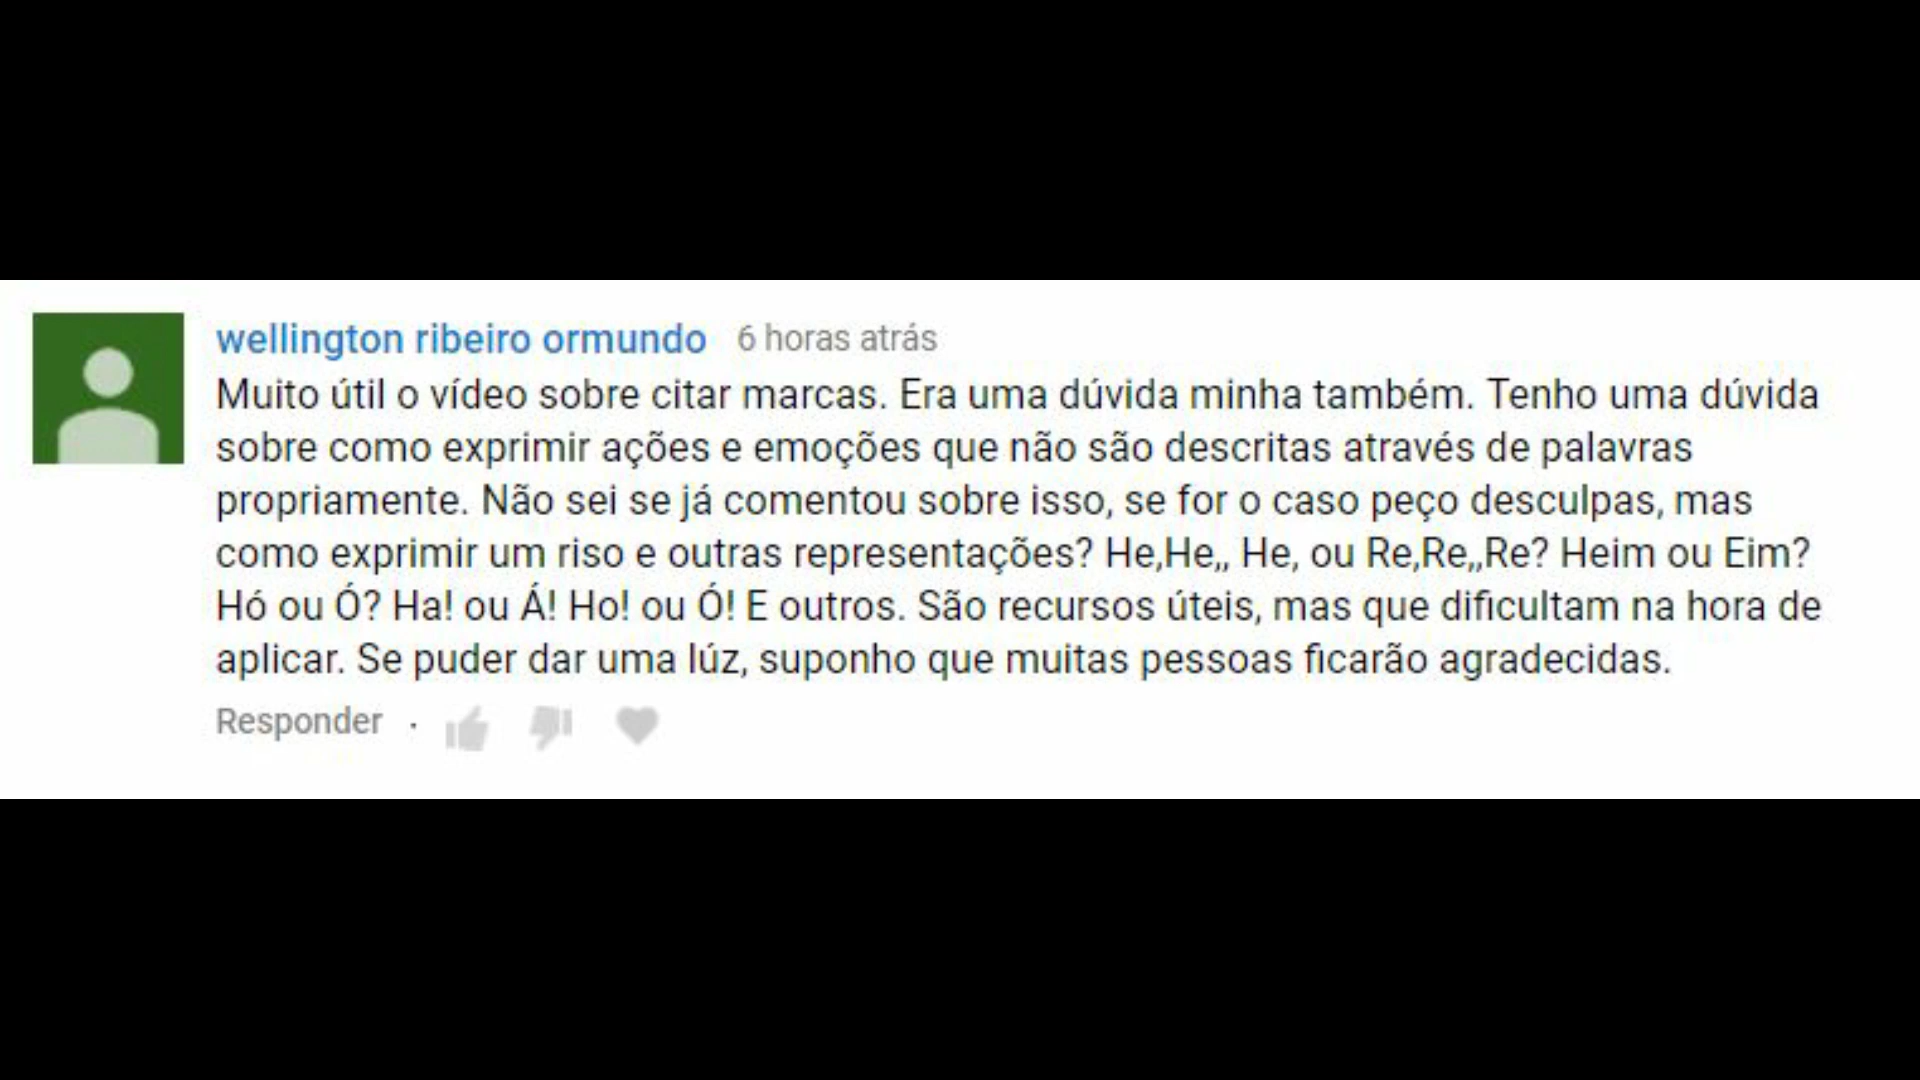 wellington ribeiro ormundo 6 horas atrás
Muito útil o vídeo sobre citar marcas. Era uma dúvida minha também. Tenho uma dúvida
sobre como exprimir ações e emoções que não são descritas através de palavras
propriamente. Não sei se já comentou sobre isso, se for o caso peço desculpas, mas
como exprimir um riso e outras representações? He,He,, He, ou Re,Re,,Re? Heim ou Eim?
Hó ou Ó? Ha! ou Á! Ho! ou Ó! E outros. São recursos úteis, mas que dificultam na hora de
aplicar. Se puder dar uma lúz, suponho que muitas pessoas ficarão agradecidas.
Responder ·